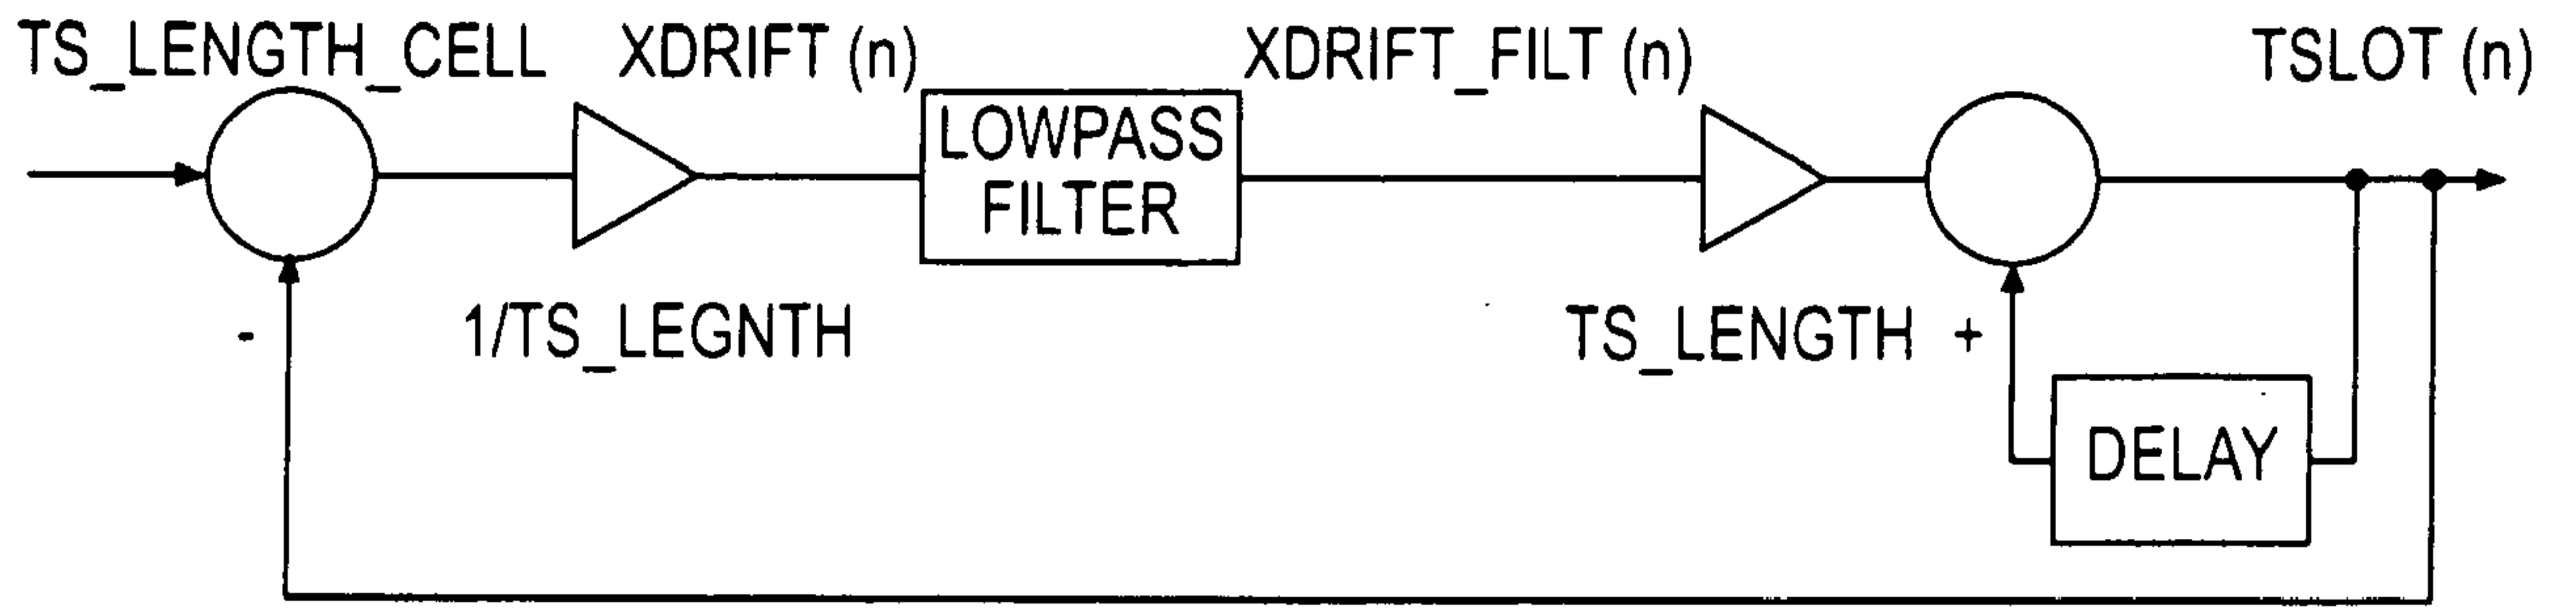 TS_LENGTH_CELL
XDRIFT (n)
XDRIFT_FILT (n)
TSLOT (n)
LOWPASS
FILTER
-
1/TS_LEGNTH
TS_LENGTH +
DELAY